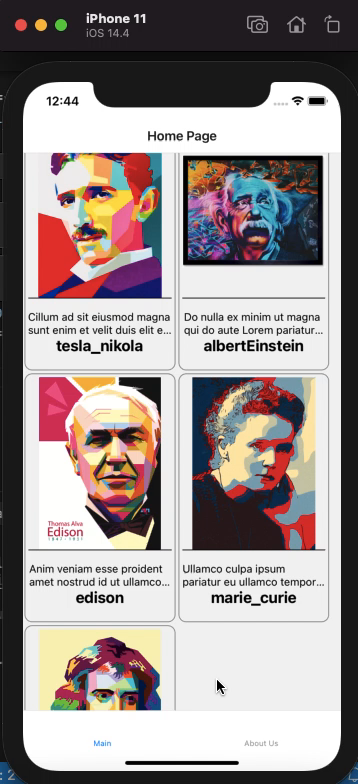 iPhone 11
iOS 14.4
12:44
Home Page
Cillum ad sit eiusmod magna
sunt enim et velit duis elit e...
tesla_nikola
Do nulla ex minim ut magna
qui do aute Lorem pariatur...
albertEinstein
Thomas Alva
Edison
1847-1931
Anim veniam esse proident
amet nostrud id ut ullamco...
edison
Ullamco culpa ipsum
pariatur eu ullamco tempor...
marie_curie
Main
About Us